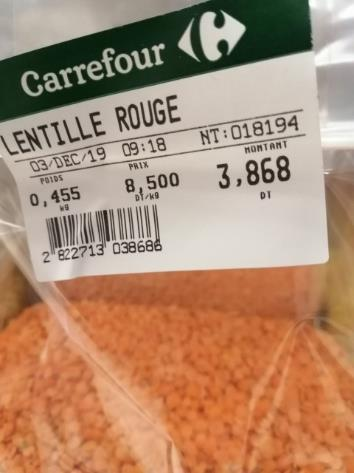 Carrefour
LENTILLE ROUGE
03/DEC/19 09:18 NT:018194
POIDS PRIX MONTANT
0,455 8,500 3,868
kg DT/kg DT
2 822713 038686